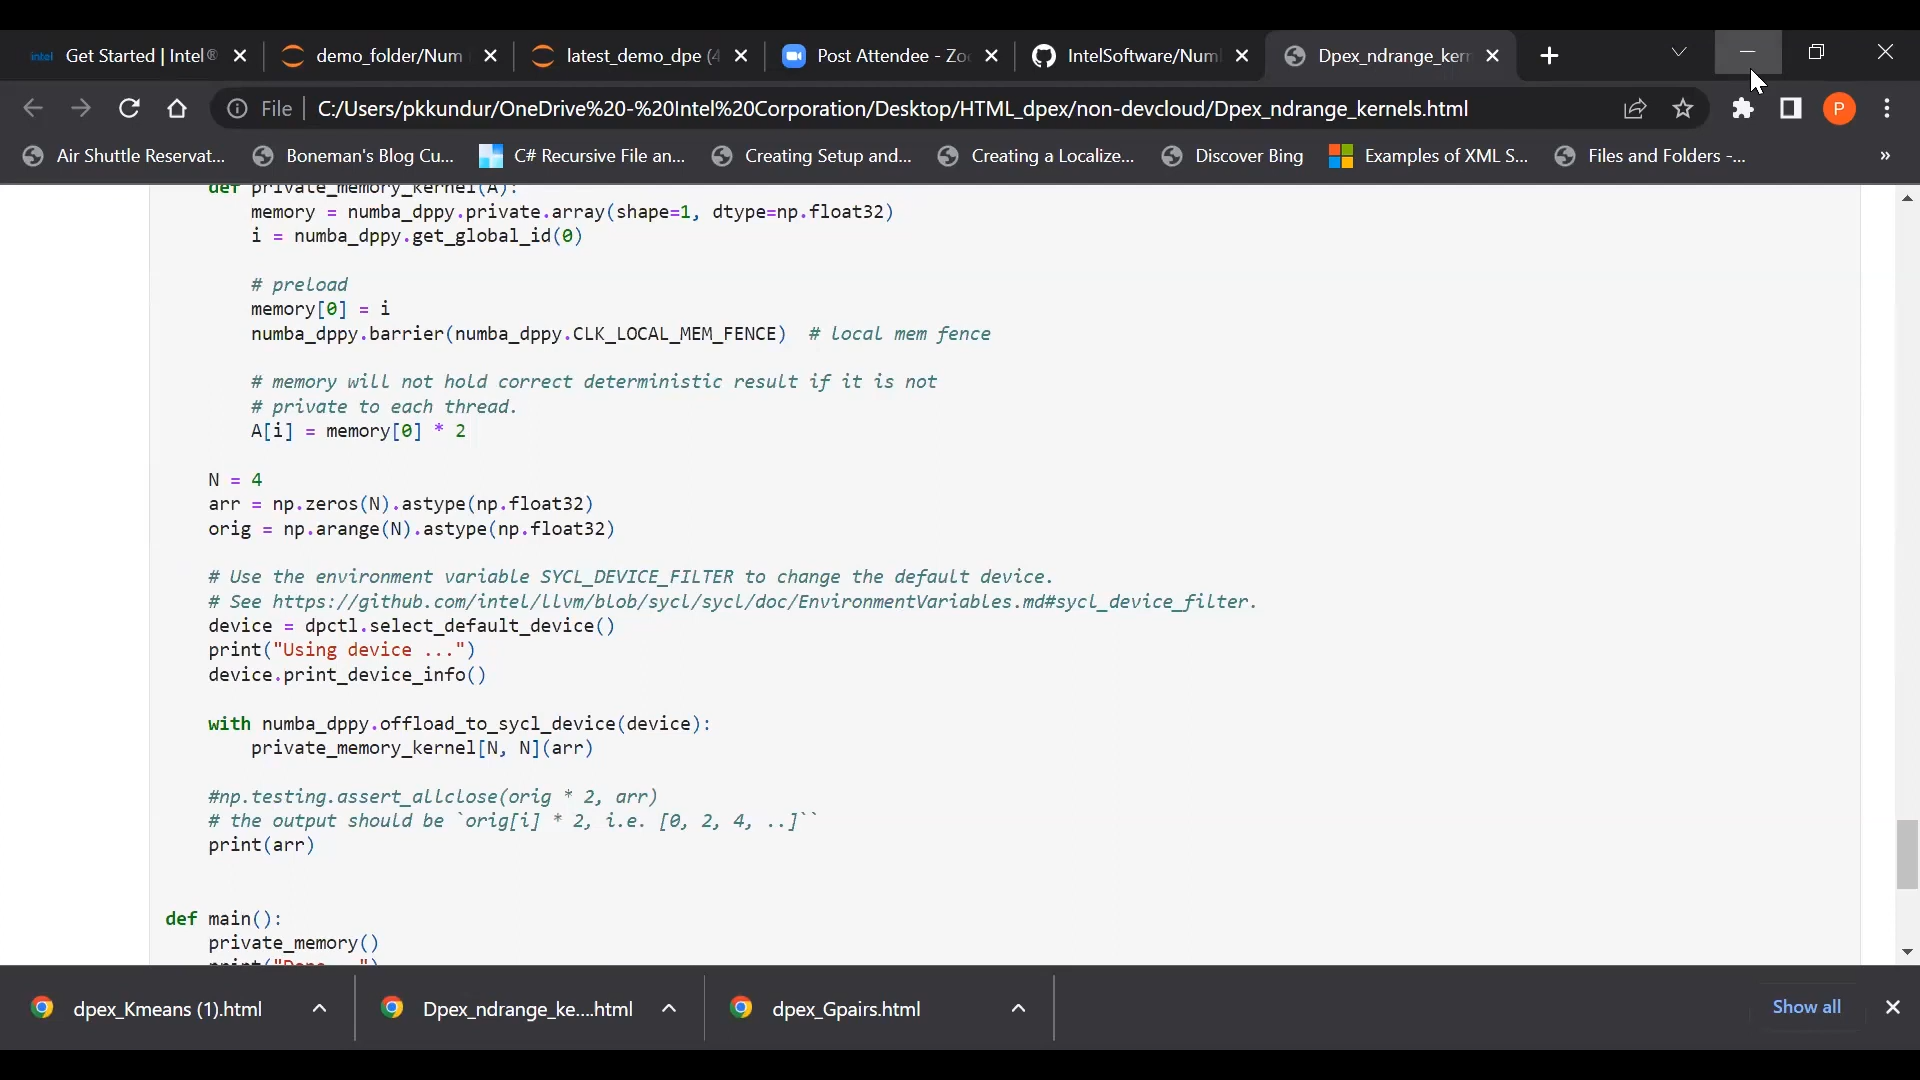 intel Get Started | Intel®
demo_folder/Num
latest_demo_dpe (4
Post Attendee - Zo
IntelSoftware/Numl
Dpex_ndrange_kern
File C:/Users/pkkundur/OneDrive%20-%20Intel%20Corporation/Desktop/HTML_dpex/non-devcloud/Dpex_ndrange_kernels.html
P
Air Shuttle Reservat...
Boneman's Blog Cu...
C# Recursive File an...
Creating Setup and...
Creating a Localize...
Discover Bing
Examples of XML S...
Files and Folders -...
»
def private_memory_kernel(A):
memory = numba_dppy.private.array(shape=1, dtype=np.float32)
i = numba_dppy.get_global_id(0)
# preload
memory[0] = i
numba_dppy.barrier(numba_dppy.CLK_LOCAL_MEM_FENCE) # local mem fence
# memory will not hold correct deterministic result if it is not
# private to each thread.
A[i] = memory[0] * 2
N = 4
arr = np.zeros(N).astype(np.float32)
orig = np.arange(N).astype(np.float32)
# Use the environment variable SYCL_DEVICE_FILTER to change the default device.
# See https://github.com/intel/llvm/blob/sycl/sycl/doc/EnvironmentVariables.md#sycl_device_filter.
device = dpctl.select_default_device()
print("Using device ...")
device.print_device_info()
with numba_dppy.offload_to_sycl_device(device):
private_memory_kernel[N, N](arr)
#np.testing.assert_allclose(orig * 2, arr)
# the output should be `orig[i] * 2, i.e. [0, 2, 4, ..]``
print(arr)
def main():
private_memory()
print("Done...")
dpex_Kmeans (1).html
Dpex_ndrange_ke....html
dpex_Gpairs.html
Show all